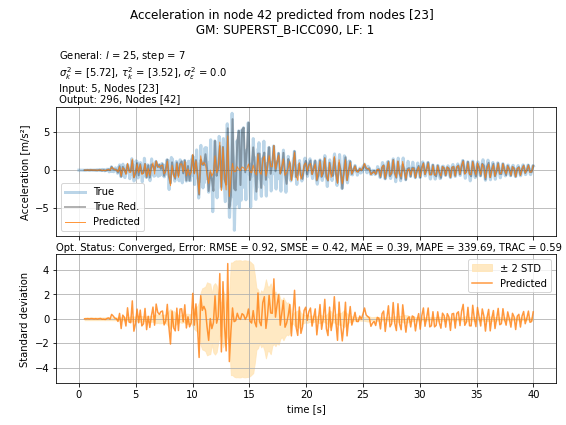 Acceleration in node 42 predicted from nodes [23]
GM: SUPERST_B-ICC090, LF: 1
General: l = 25, step = 7
σ²ₖ = [5.72], τ²ₖ = [3.52], σ²ε = 0.0
Input: 5, Nodes [23]
Output: 296, Nodes [42]
Acceleration [m/s²]
5
0
−5
True
True Red.
Predicted
Opt. Status: Converged, Error: RMSE = 0.92, SMSE = 0.42, MAE = 0.39, MAPE = 339.69, TRAC = 0.59
Standard deviation
4
2
0
−2
−4
± 2 STD
Predicted
0 5 10 15 20 25 30 35 40
time [s]